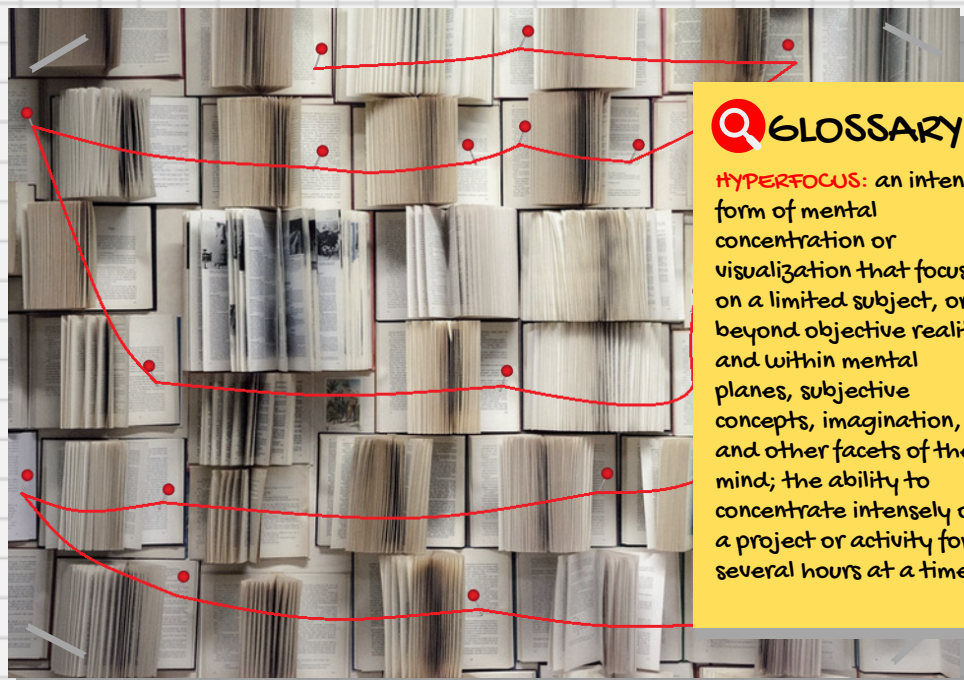 GLOSSARY
HYPERFOCUS: an inten
form of mental
concentration or
visualization that focus
on a limited subject, or
beyond objective realit
and within mental
planes, subjective
concepts, imagination,
and other facets of the
mind; the ability to
concentrate intensely o
a project or activity for
several hours at a time